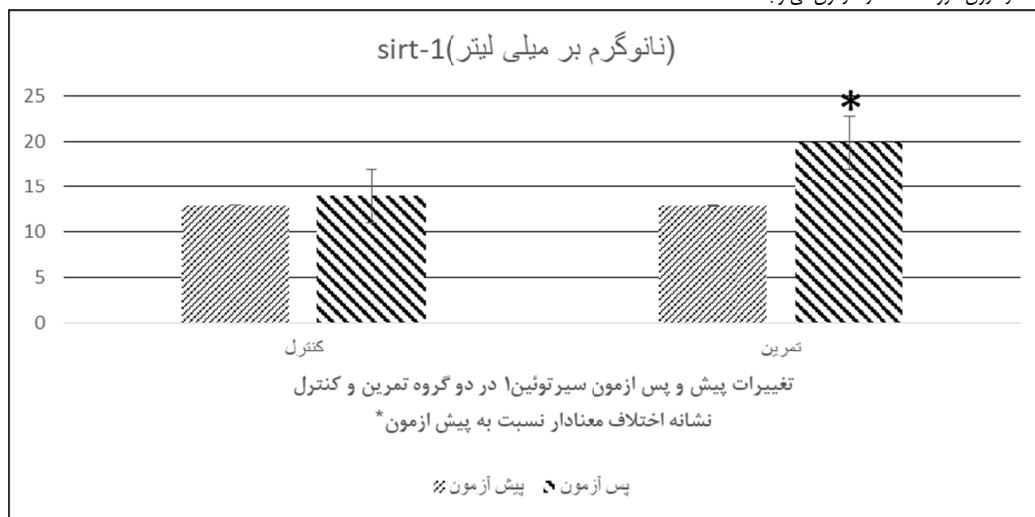 sirt-1(نانوگرم بر میلی لیتر)
25
20
15
10
5
0
*
کنترل
تمرین
تغییرات پیش و پس ازمون سیرتوئین۱ در دو گروه تمرین و کنترل
نشانه اختلاف معنادار نسبت به پیش ازمون*
پیش آزمون
پس آزمون